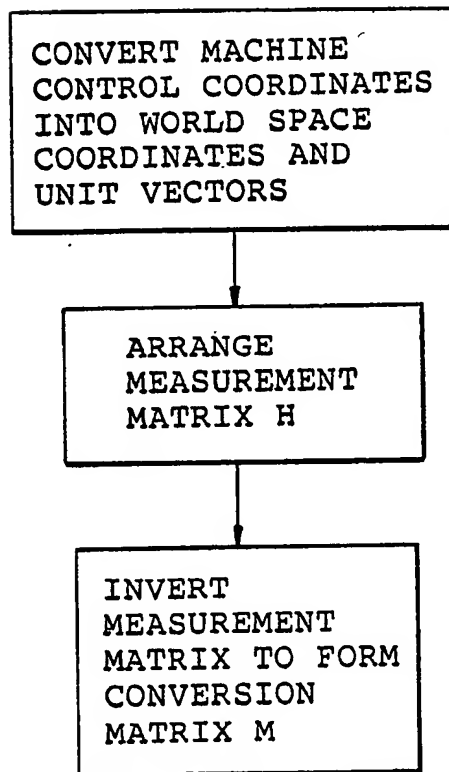 CONVERT MACHINE
CONTROL COORDINATES
INTO WORLD SPACE
COORDINATES AND
UNIT VECTORS
ARRANGE
MEASUREMENT
MATRIX H
INVERT
MEASUREMENT
MATRIX TO FORM
CONVERSION
MATRIX M